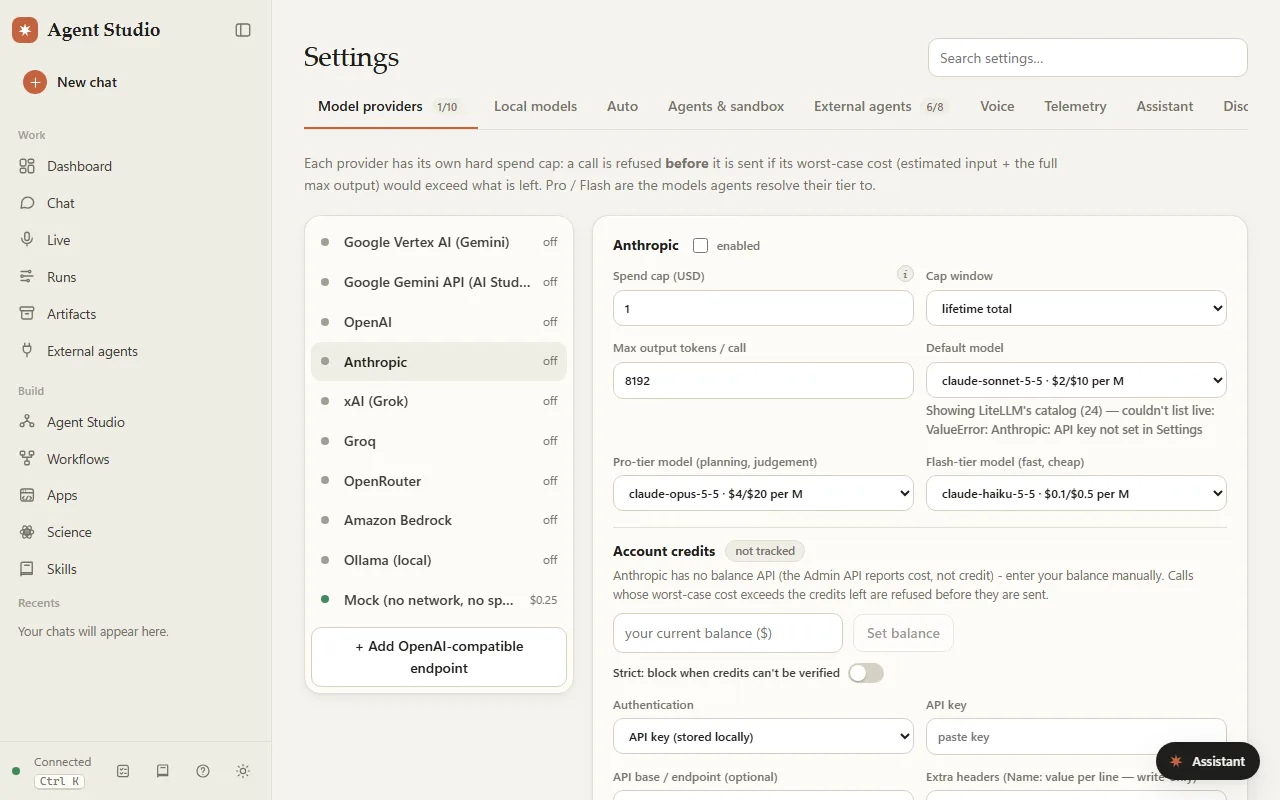 Agent Studio
New chat
Work
Dashboard
Chat
Live
Runs
Artifacts
External agents
Build
Agent Studio
Workflows
Apps
Science
Skills
Recents
Your chats will appear here.
Connected
Ctrl K
Settings
Search settings...
Model providers 1/10
Local models
Auto
Agents & sandbox
External agents 6/8
Voice
Telemetry
Assistant
Disc
Each provider has its own hard spend cap: a call is refused before it is sent if its worst-case cost (estimated input + the full
max output) would exceed what is left. Pro / Flash are the models agents resolve their tier to.
Google Vertex AI (Gemini) off
Google Gemini API (AI Stud... off
OpenAI off
Anthropic off
xAI (Grok) off
Groq off
OpenRouter off
Amazon Bedrock off
Ollama (local) off
Mock (no network, no sp... $0.25
+ Add OpenAI-compatible
endpoint
Anthropic enabled
Spend cap (USD) i
1
Cap window
lifetime total
Max output tokens / call
8192
Default model
claude-sonnet-5-5 · $2/$10 per M
Showing LiteLLM's catalog (24) — couldn't list live:
ValueError: Anthropic: API key not set in Settings
Pro-tier model (planning, judgement)
claude-opus-5-5 · $4/$20 per M
Flash-tier model (fast, cheap)
claude-haiku-5-5 · $0.1/$0.5 per M
Account credits not tracked
Anthropic has no balance API (the Admin API reports cost, not credit) - enter your balance manually. Calls
whose worst-case cost exceeds the credits left are refused before they are sent.
your current balance ($)
Set balance
Strict: block when credits can't be verified
Authentication
API key (stored locally)
API key
paste key
API base / endpoint (optional)
Extra headers (Name: value per line — write-only)
Assistant